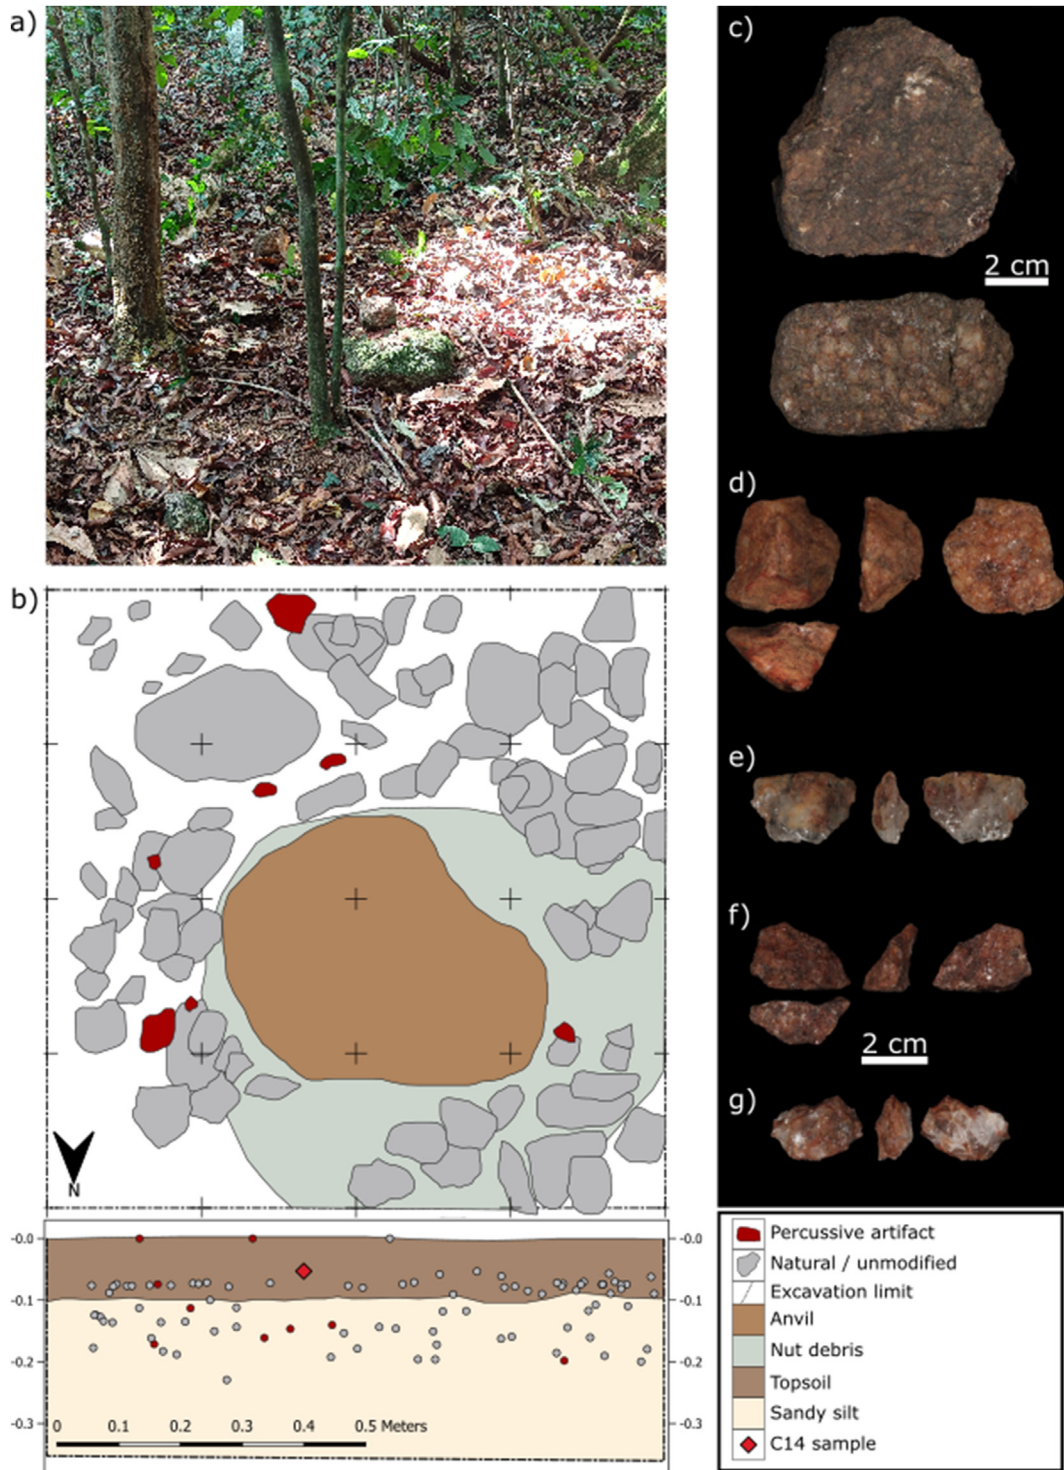 a)
b)
N
-0.0
-0.1
-0.2
-0.3
-0.0
-0.1
-0.2
-0.3
0 0.1 0.2 0.3 0.4 0.5 Meters
c)
2 cm
d)
e)
f)
2 cm
g)
Percussive artifact
Natural / unmodified
Excavation limit
Anvil
Nut debris
Topsoil
Sandy silt
C14 sample